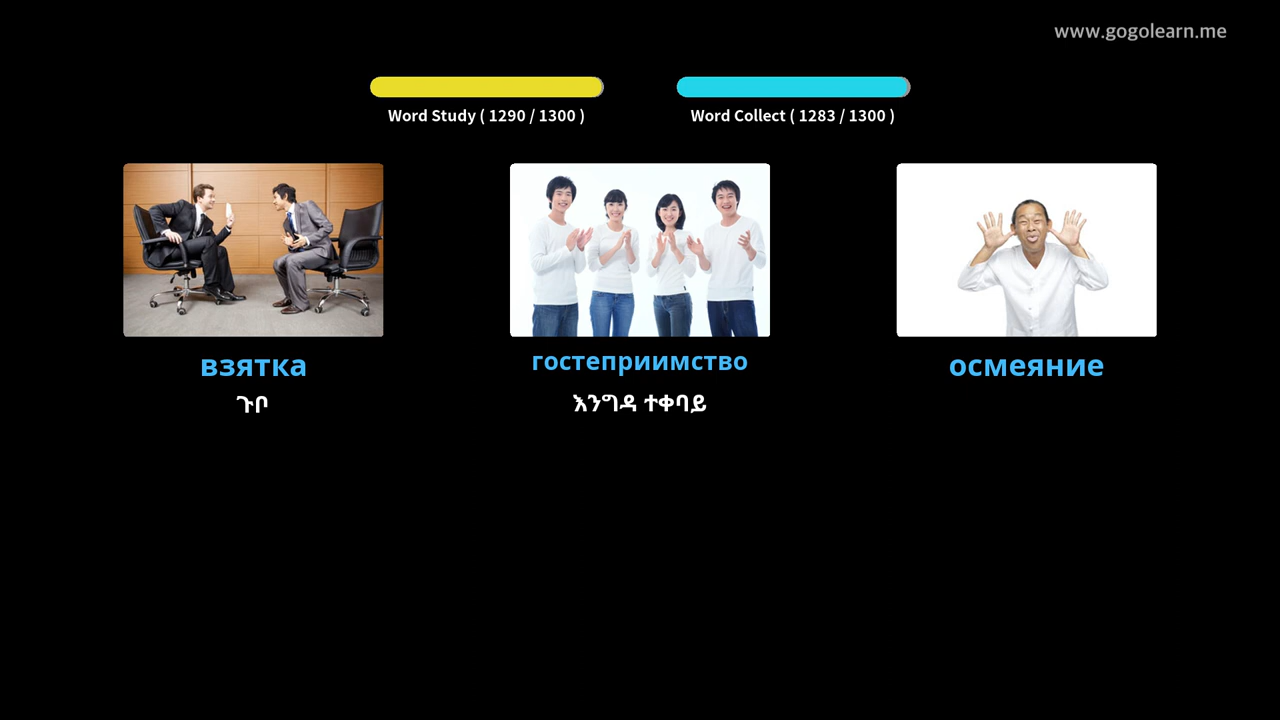 www.gogolearn.me
Word Study ( 1290 / 1300 )
Word Collect ( 1283 / 1300 )
взятка
гостеприимство
осмеяние
ጉቦ
እንግዳ ተቀባይ